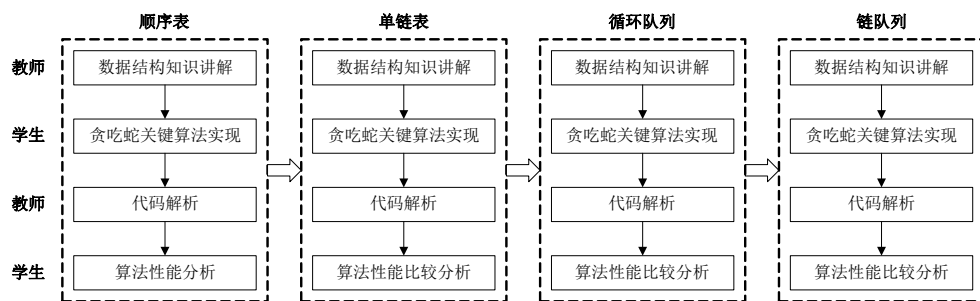 顺序表 单链表 循环队列 链队列
教师 数据结构知识讲解 数据结构知识讲解 数据结构知识讲解 数据结构知识讲解
学生 贪吃蛇关键算法实现 贪吃蛇关键算法实现 贪吃蛇关键算法实现 贪吃蛇关键算法实现
教师 代码解析 代码解析 代码解析 代码解析
学生 算法性能分析 算法性能比较分析 算法性能比较分析 算法性能比较分析